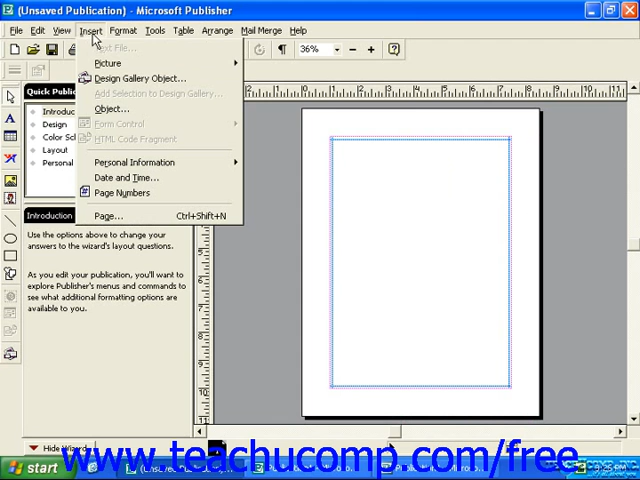 (Unsaved Publication) - Microsoft Publisher
File Edit View Insert Format Tools Table Arrange Mail Merge Help
36%
Text File...
Picture
Design Gallery Object...
Add Selection to Design Gallery...
Object...
Form Control
HTML Code Fragment
Personal Information
Date and Time...
Page Numbers
Page... Ctrl+Shift+N
Quick Pub
Introduc
Design
Color Sc
Layout
Personal
Introduction
Use the options above to change your
answers to the wizard's layout questions.
As you edit your publication, you'll want to
explore Publisher's menus and commands to
see what additional formatting options are
available to you.
Hide Wizard
www.teachucomp.com/free
start